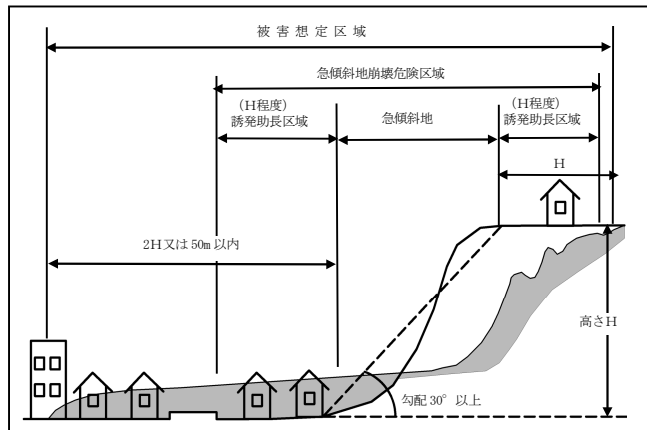 被害想定区域
急傾斜地崩壊危険区域
(H程度)
誘発助長区域
急傾斜地
(H程度)
誘発助長区域
H
2H又は50m以内
高さH
勾配30°以上